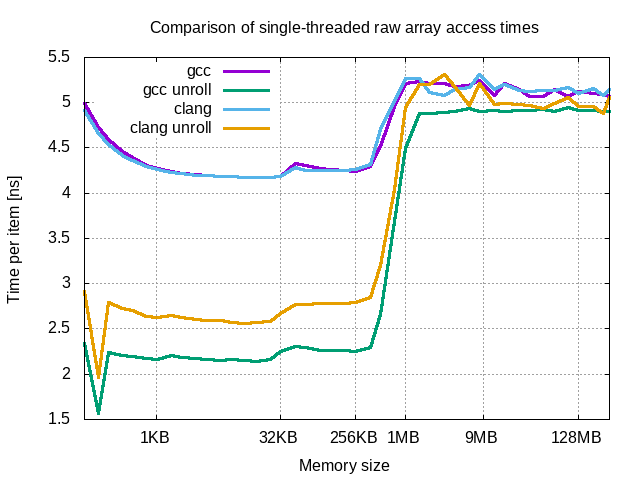 Comparison of single-threaded raw array access times
gcc
gcc unroll
clang
clang unroll
Time per item [ns]
5.5
5
4.5
4
3.5
3
2.5
2
1.5
1KB
32KB
256KB
1MB
9MB
128MB
Memory size